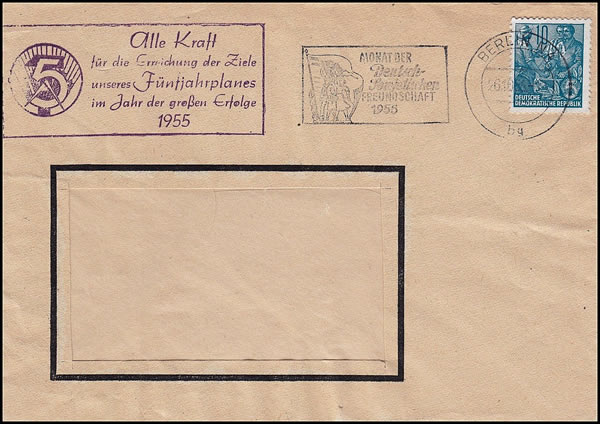 5
Alle Kraft
für die Erreichung der Ziele
unseres Fünfjahrplanes
im Jahr der großen Erfolge
1955
MONAT DER
Deutsch-
Sowjetischen
FREUNDSCHAFT
1955
BERLIN
bg
10
DEUTSCHE
DEMOKRATISCHE REPUBLIK